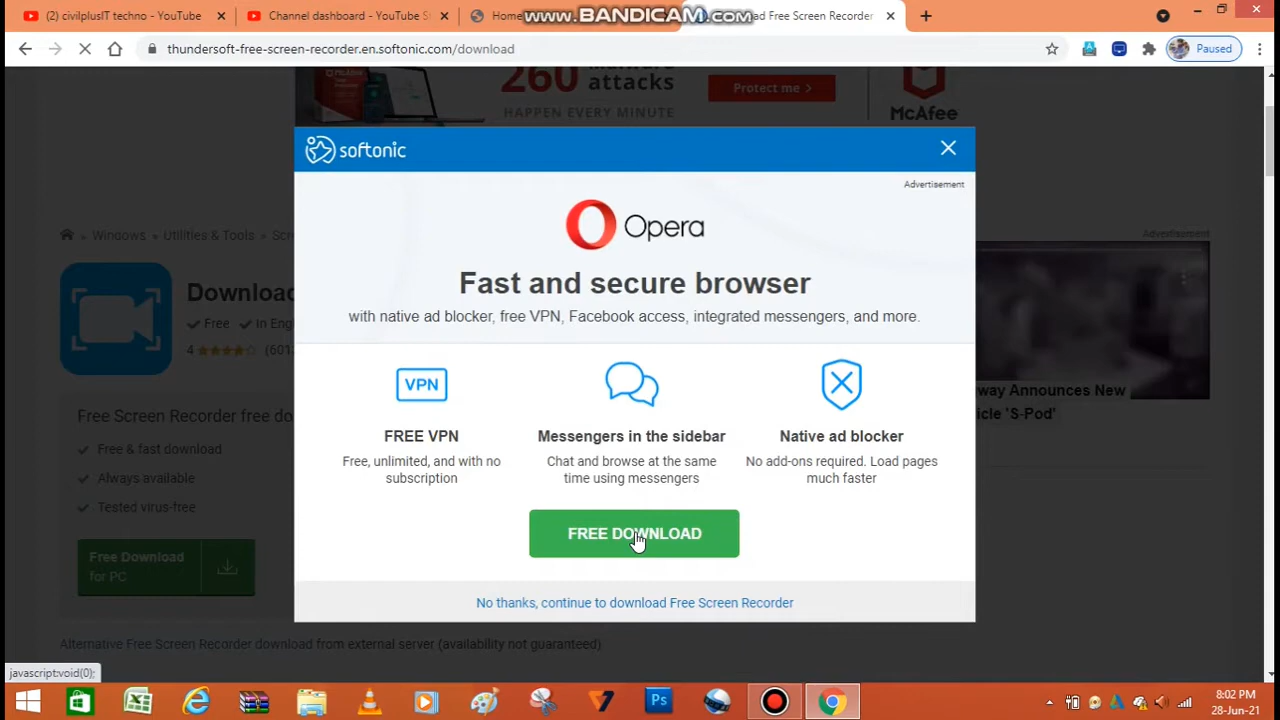 (2) civilplusIT techno - YouTube
Channel dashboard - YouTube S
Home
ad Free Screen Recorder
www.BANDICAM.com
thundersoft-free-screen-recorder.en.softonic.com/download
Paused
260
attacks
HAPPEN EVERY MINUTE
Protect me >
McAfee
softonic
Advertisement
Opera
Fast and secure browser
with native ad blocker, free VPN, Facebook access, integrated messengers, and more.
VPN
FREE VPN
Free, unlimited, and with no
subscription
Messengers in the sidebar
Chat and browse at the same
time using messengers
Native ad blocker
No add-ons required. Load pages
much faster
FREE DOWNLOAD
No thanks, continue to download Free Screen Recorder
Windows > Utilities & Tools > Scre
Download
Free
In Eng
4
(601
Free Screen Recorder free do
Free & fast download
Always available
Tested virus-free
Free Download
for PC
Alternative Free Screen Recorder download from external server (availability not guaranteed)
Advertisement
way Announces New
icle 'S-Pod'
javascript:void(0);
Ps
8:02 PM
28-Jun-21